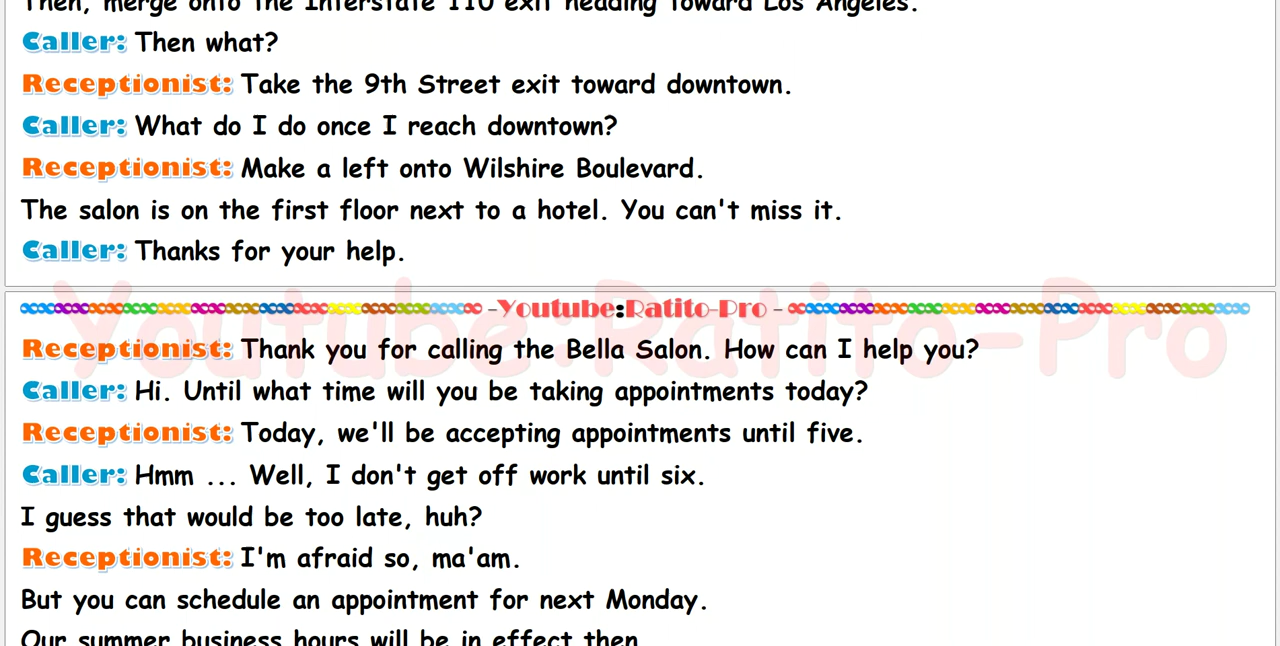 Then, merge onto the Interstate 110 exit heading toward Los Angeles.
Caller: Then what?
Receptionist: Take the 9th Street exit toward downtown.
Caller: What do I do once I reach downtown?
Receptionist: Make a left onto Wilshire Boulevard.
The salon is on the first floor next to a hotel. You can't miss it.
Caller: Thanks for your help.
-Youtube:Ratito-Pro -
Youtube:Ratito-Pro
Receptionist: Thank you for calling the Bella Salon. How can I help you?
Caller: Hi. Until what time will you be taking appointments today?
Receptionist: Today, we'll be accepting appointments until five.
Caller: Hmm ... Well, I don't get off work until six.
I guess that would be too late, huh?
Receptionist: I'm afraid so, ma'am.
But you can schedule an appointment for next Monday.
Our summer business hours will be in effect then